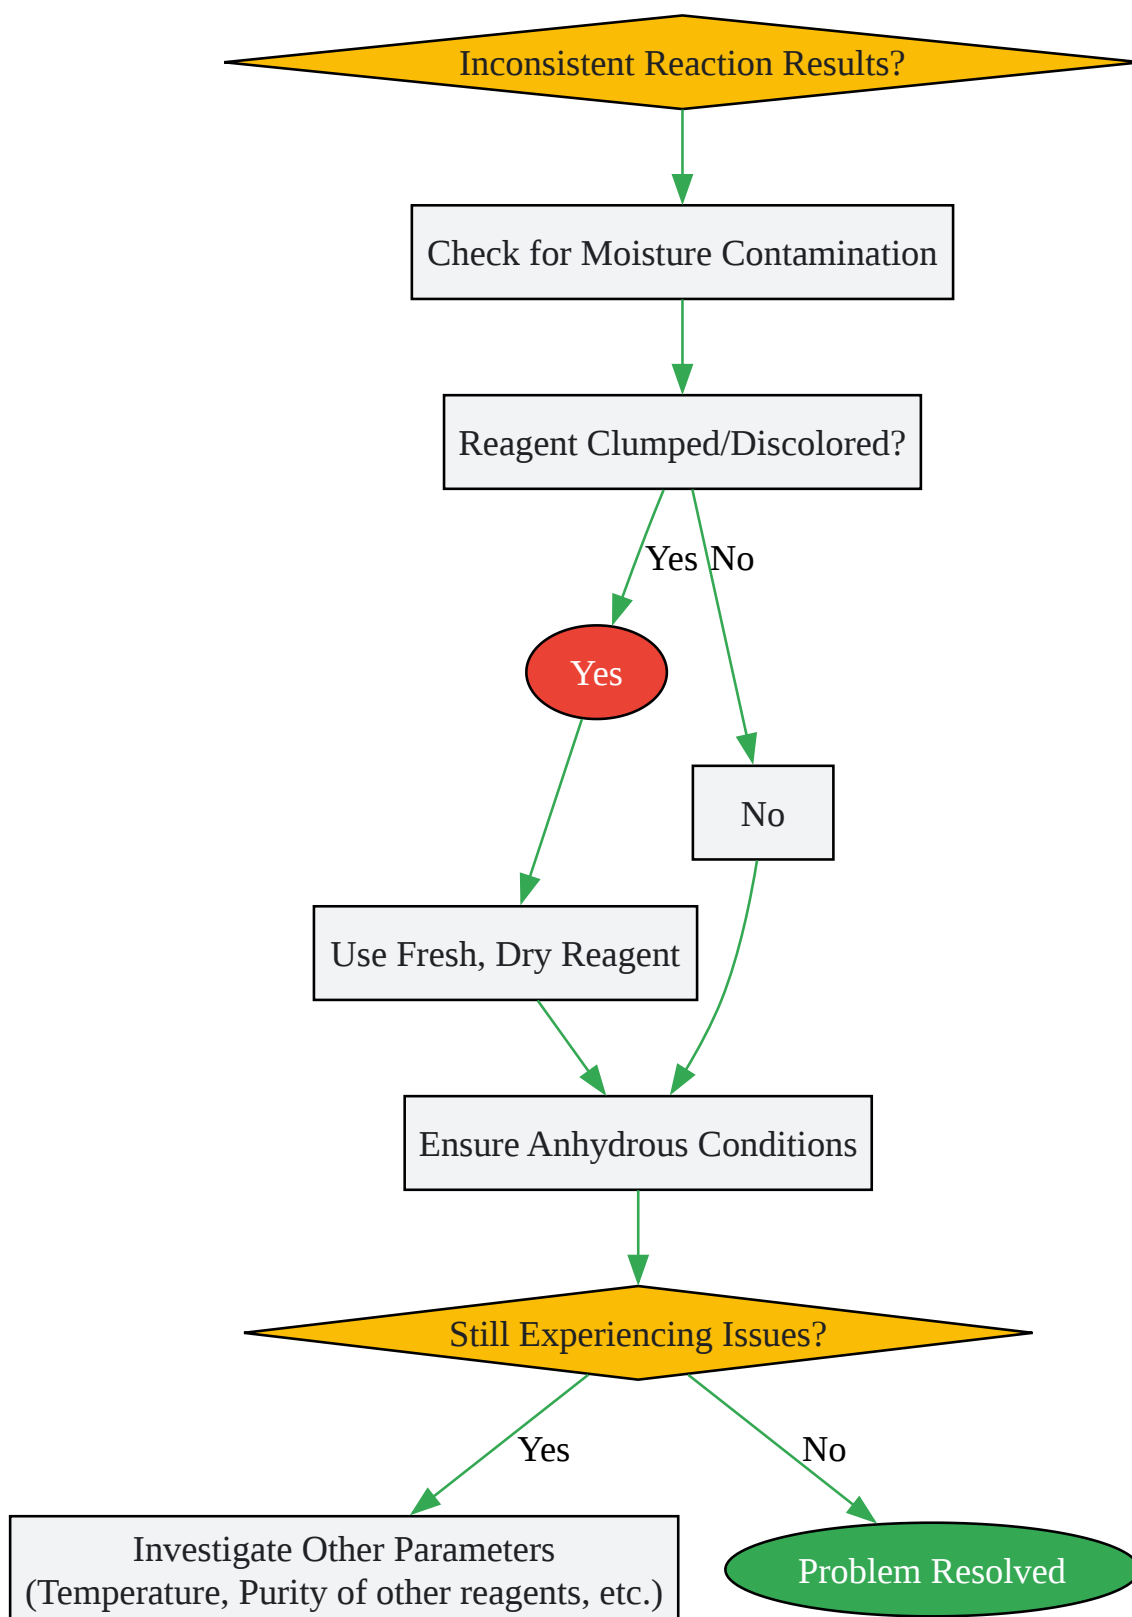 Inconsistent Reaction Results?
Check for Moisture Contamination
Reagent Clumped/Discolored?
Yes
No
Yes
No
Use Fresh, Dry Reagent
Ensure Anhydrous Conditions
Still Experiencing Issues?
Yes
No
Investigate Other Parameters
(Temperature, Purity of other reagents, etc.)
Problem Resolved